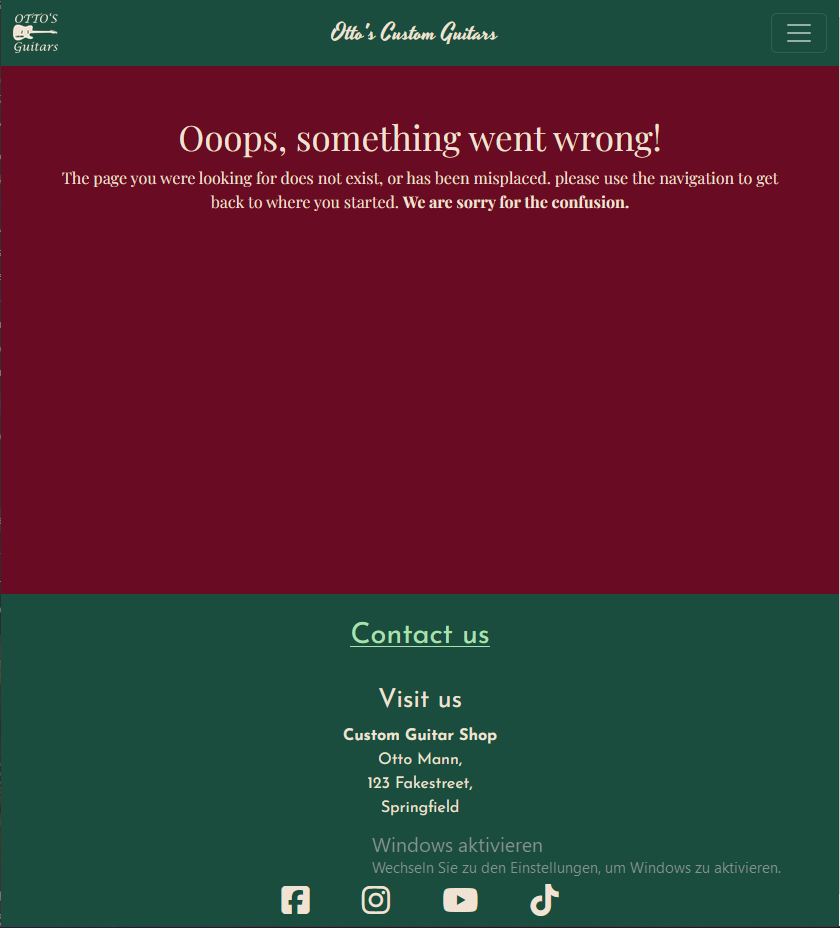 OTTO'S
Guitars
Otto's Custom Guitars
Ooops, something went wrong!
The page you were looking for does not exist, or has been misplaced. please use the navigation to get
back to where you started. We are sorry for the confusion.
Contact us
Visit us
Custom Guitar Shop
Otto Mann,
123 Fakestreet,
Springfield
Windows aktivieren
Wechseln Sie zu den Einstellungen, um Windows zu aktivieren.